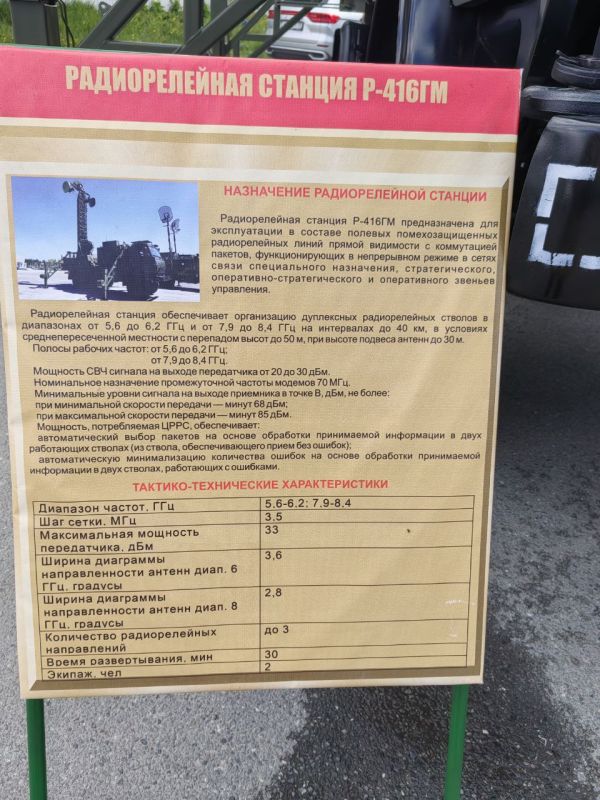 РАДИОРЕЛЕЙНАЯ СТАНЦИЯ Р-416ГМ
НАЗНАЧЕНИЕ РАДИОРЕЛЕЙНОЙ СТАНЦИИ
Радиорелейная станция Р-416ГМ предназначена для
эксплуатации в составе полевых помехозащищенных
радиорелейных линий прямой видимости с коммутацией
пакетов, функционирующих в непрерывном режиме в сетях
связи специального назначения, стратегического,
оперативно-стратегического и оперативного звеньев
управления.
Радиорелейная станция обеспечивает организацию дуплексных радиорелейных стволов в
диапазонах от 5,6 до 6,2 ГГц и от 7,9 до 8,4 ГГц на интервалах до 40 км, в условиях
среднепересеченной местности с перепадом высот до 50 м, при высоте подвеса антенн до 30 м.
Полосы рабочих частот: от 5,6 до 6,2 ГГц;
от 7,9 до 8,4 ГГц.
Мощность СВЧ сигнала на выходе передатчика от 20 до 30 дБм.
Номинальное назначение промежуточной частоты модемов 70 МГц.
Минимальные уровни сигнала на выходе приемника в точке В, дБм, не более:
при минимальной скорости передачи — минут 68 дБм;
при максимальной скорости передачи — минут 85 дБм.
Мощность, потребляемая ЦРРС, обеспечивает:
автоматический выбор пакетов на основе обработки принимаемой информации в двух
работающих стволах (из ствола, обеспечивающего прием без ошибок);
автоматическую минимализацию количества ошибок на основе обработки принимаемой
информации в двух стволах, работающих с ошибками.
ТАКТИКО-ТЕХНИЧЕСКИЕ ХАРАКТЕРИСТИКИ
Диапазон частот, ГГц 5,6-6,2; 7,9-8,4
Шаг сетки, МГц 3,5
Максимальная мощность 33
передатчика, дБм
Ширина диаграммы 3,6
направленности антенн диап. 6
ГГц, градусы
Ширина диаграммы 2,8
направленности антенн диап. 8
ГГц, градусы
Количество радиорелейных до 3
направлений
Время развертывания, мин 30
Экипаж, чел 2